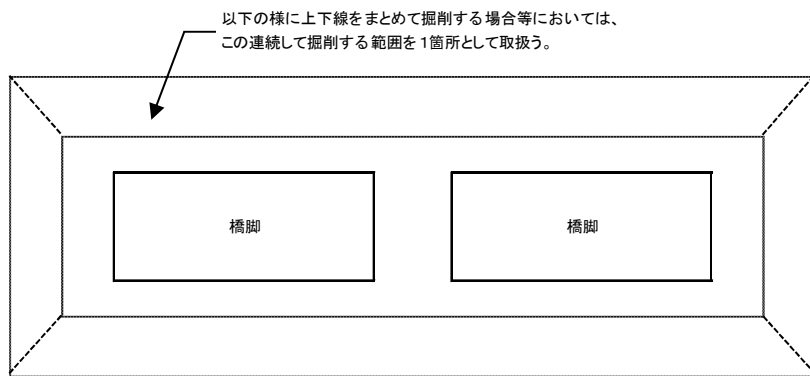 以下の様に上下線をまとめて掘削する場合等においては、
この連続して掘削する範囲を1箇所として取扱う。
橋脚
橋脚